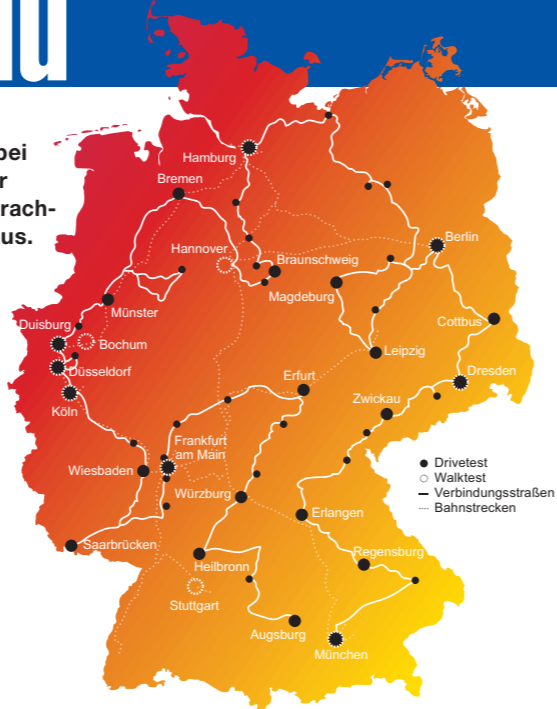 bei
r
rach-
us.
Hamburg
Bremen
Hannover
Braunschweig
Berlin
Magdeburg
Münster
Cottbus
Duisburg
Bochum
Leipzig
Düsseldorf
Erfurt
Dresden
Köln
Zwickau
Frankfurt
am Main
Wiesbaden
Würzburg
Erlangen
Saarbrücken
Heilbronn
Regensburg
Stuttgart
Augsburg
München
Drivetest
Walktest
Verbindungsstraßen
Bahnstrecken